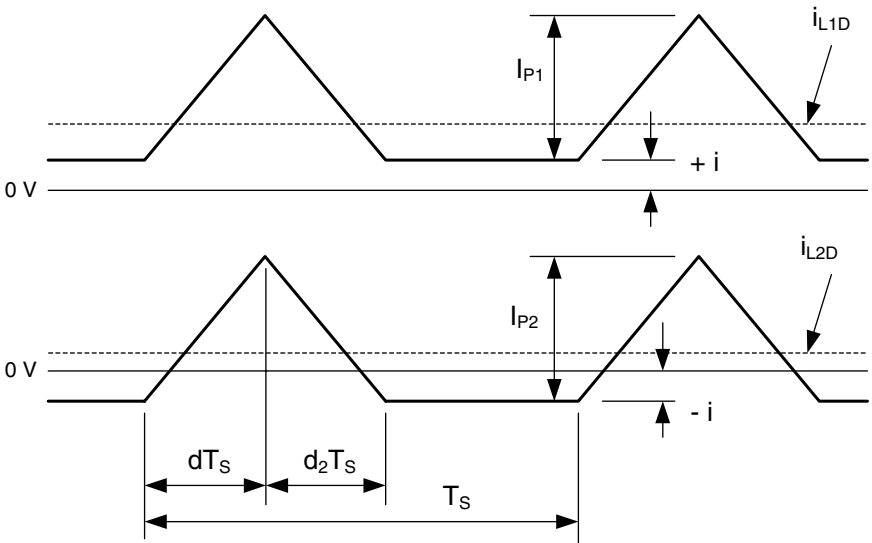 i_L1D
I_P1
+ i
0 V
i_L2D
I_P2
0 V
- i
dT_S
d_2T_S
T_S